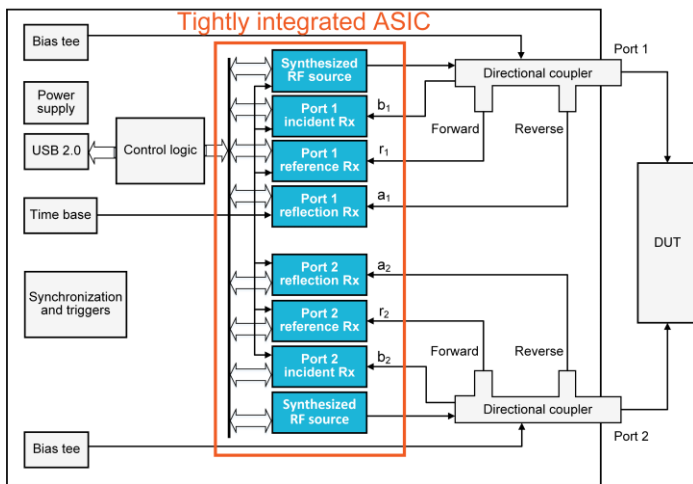 Tightly integrated ASIC
Bias tee
Port 1
Synthesized
RF source
Directional coupler
Power
supply
Port 1
incident Rx
b1
Forward
Reverse
USB 2.0
Control logic
Port 1
reference Rx
r1
Port 1
reflection Rx
a1
Time base
DUT
Port 2
reflection Rx
a2
Synchronization
and triggers
Port 2
reference Rx
r2
Forward
Reverse
Port 2
incident Rx
b2
Synthesized
RF source
Directional coupler
Port 2
Bias tee